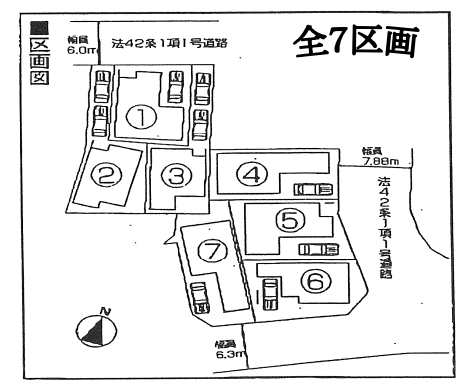 ■区画図
幅員
6.0m
法42条1項1号道路
全7区画
①
②
③
④
⑤
⑥
⑦
幅員
7.88m
法42条1項1号道路
N
幅員
6.3m